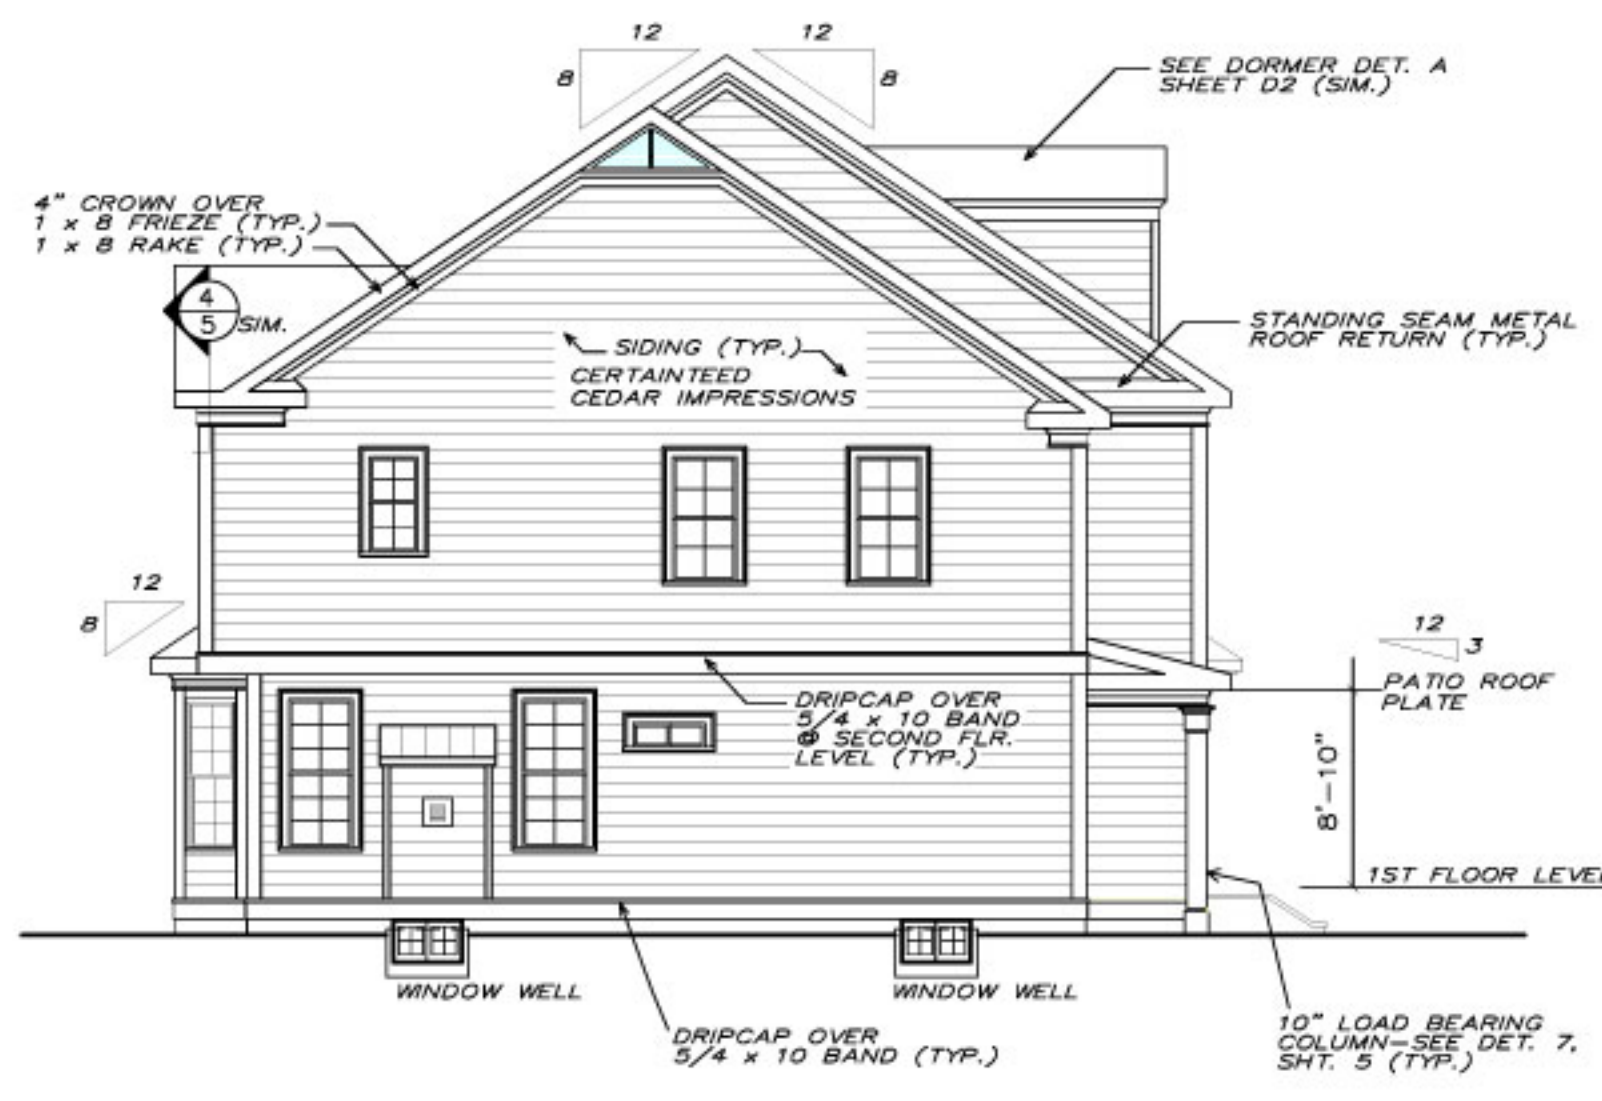 12
12
8
8
SEE DORMER DET. A
SHEET D2 (SIM.)
4" CROWN OVER
1 x 8 FRIEZE (TYP.)
1 x 8 RAKE (TYP.)
4
5
SIM.
STANDING SEAM METAL
ROOF RETURN (TYP.)
SIDING (TYP.)
CERTAINTEED
CEDAR IMPRESSIONS
12
8
12
3
PATIO ROOF
PLATE
DRIPCAP OVER
5/4 x 10 BAND
@ SECOND FLR.
LEVEL (TYP.)
8'-10"
1ST FLOOR LEVEL
WINDOW WELL
WINDOW WELL
DRIPCAP OVER
5/4 x 10 BAND (TYP.)
10" LOAD BEARING
COLUMN-SEE DET. 7,
SHT. 5 (TYP.)